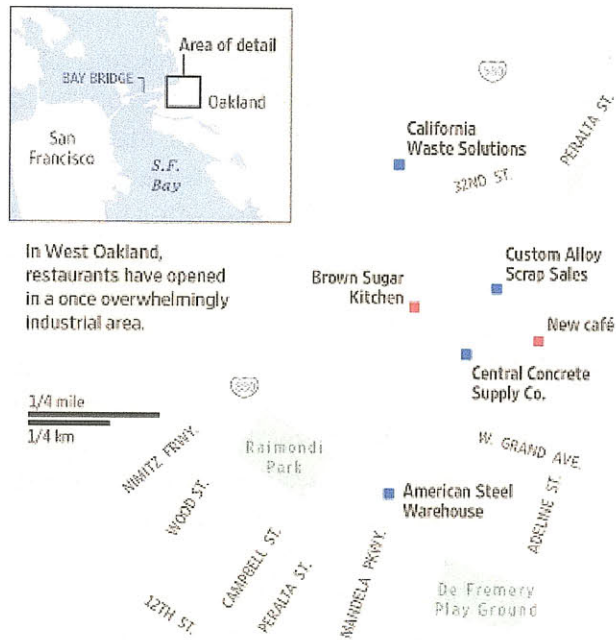 Area of detail
BAY BRIDGE
Oakland
San
Francisco
S.F.
Bay
580
PERALTA ST.
California
Waste Solutions
32ND ST.
In West Oakland,
restaurants have opened
in a once overwhelmingly
industrial area.
Brown Sugar
Kitchen
Custom Alloy
Scrap Sales
New café
Central Concrete
Supply Co.
1/4 mile
1/4 km
NIMITZ FRWY.
Raimondi
Park
W. GRAND AVE.
WOOD ST.
American Steel
Warehouse
ADELINE ST.
CAMPBELL ST.
PERALTA ST.
MANDELA PKWY.
12TH ST.
De Fremery
Play Ground